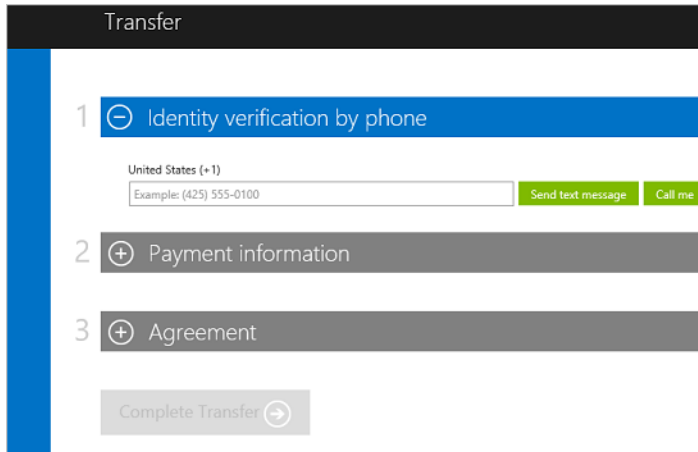 Transfer
1 Identity verification by phone
United States (+1)
Example: (425) 555-0100 Send text message Call me
2 Payment information
3 Agreement
Complete Transfer